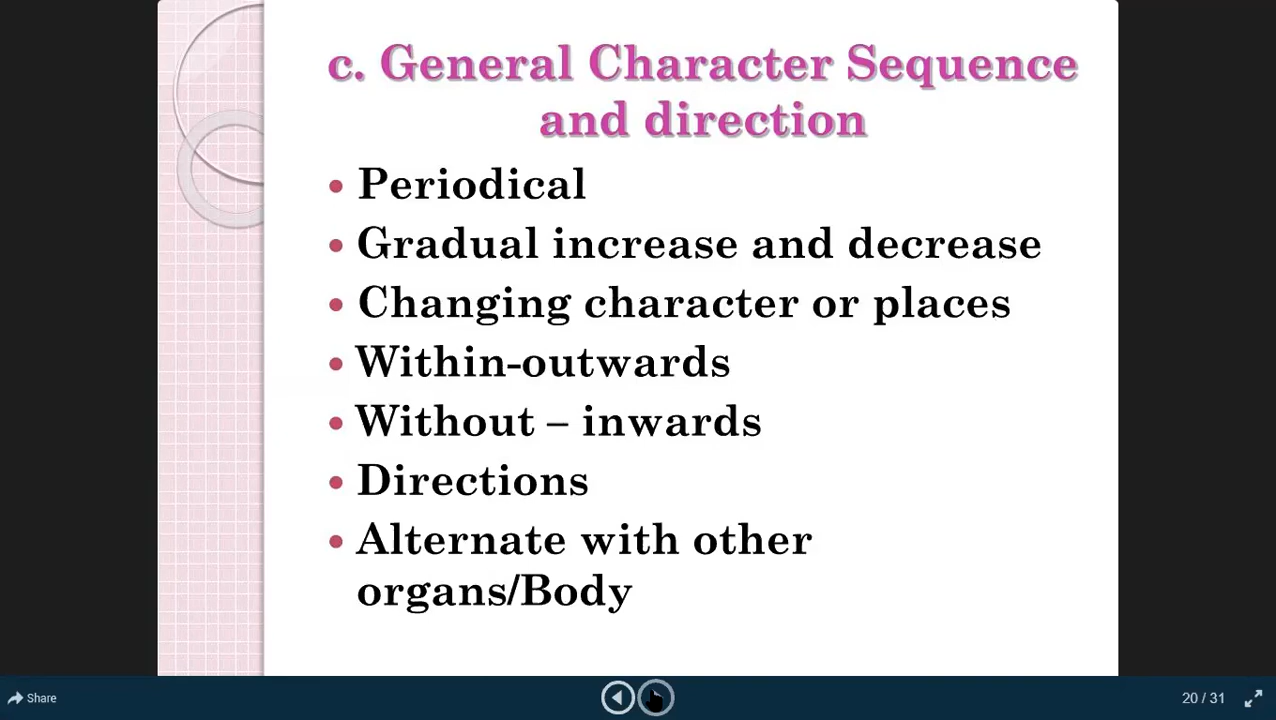 c. General Character Sequence
and direction
• Periodical
• Gradual increase and decrease
• Changing character or places
• Within-outwards
• Without – inwards
• Directions
• Alternate with other
organs/Body
Share
20 / 31